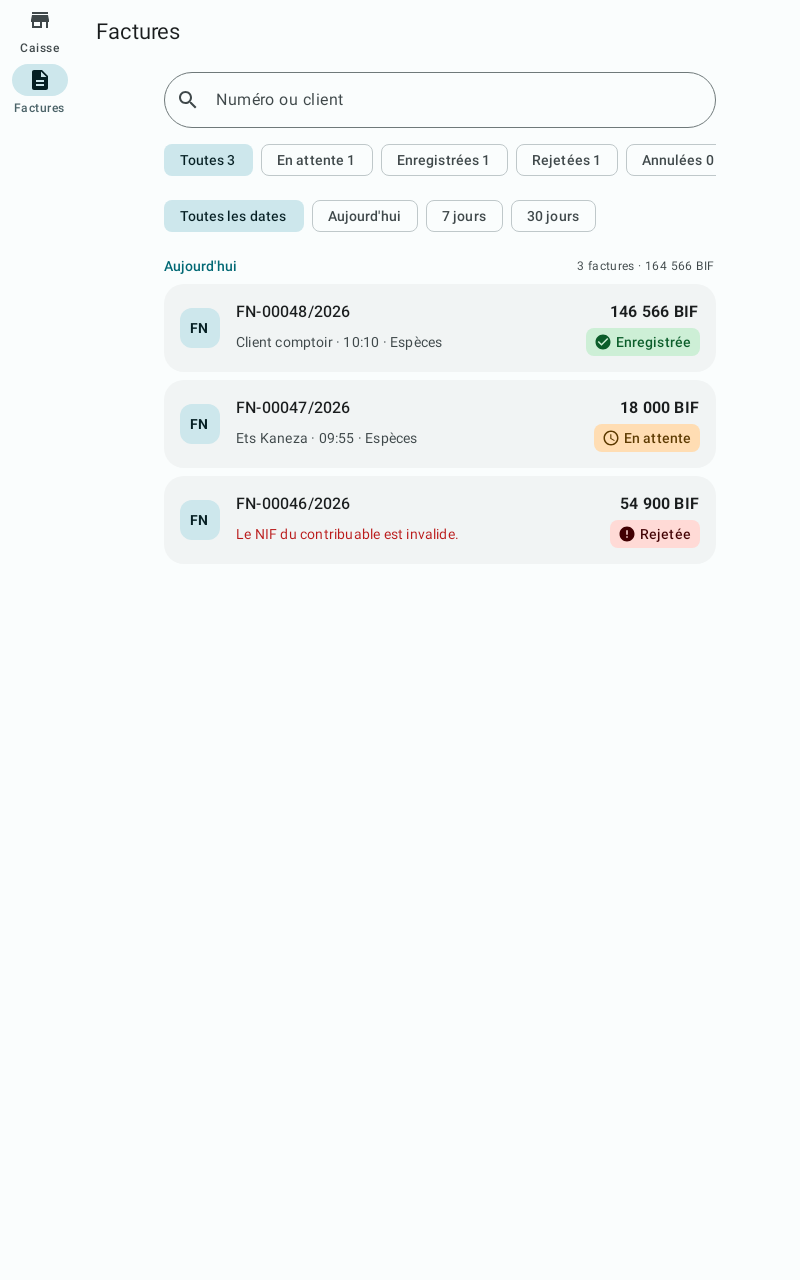 Caisse
Factures
Factures
Numéro ou client
Toutes 3
En attente 1
Enregistrées 1
Rejetées 1
Annulées 0
Toutes les dates
Aujourd'hui
7 jours
30 jours
Aujourd'hui
3 factures · 164 566 BIF
FN
FN-00048/2026
146 566 BIF
Client comptoir · 10:10 · Espèces
Enregistrée
FN
FN-00047/2026
18 000 BIF
Ets Kaneza · 09:55 · Espèces
En attente
FN
FN-00046/2026
54 900 BIF
Le NIF du contribuable est invalide.
Rejetée